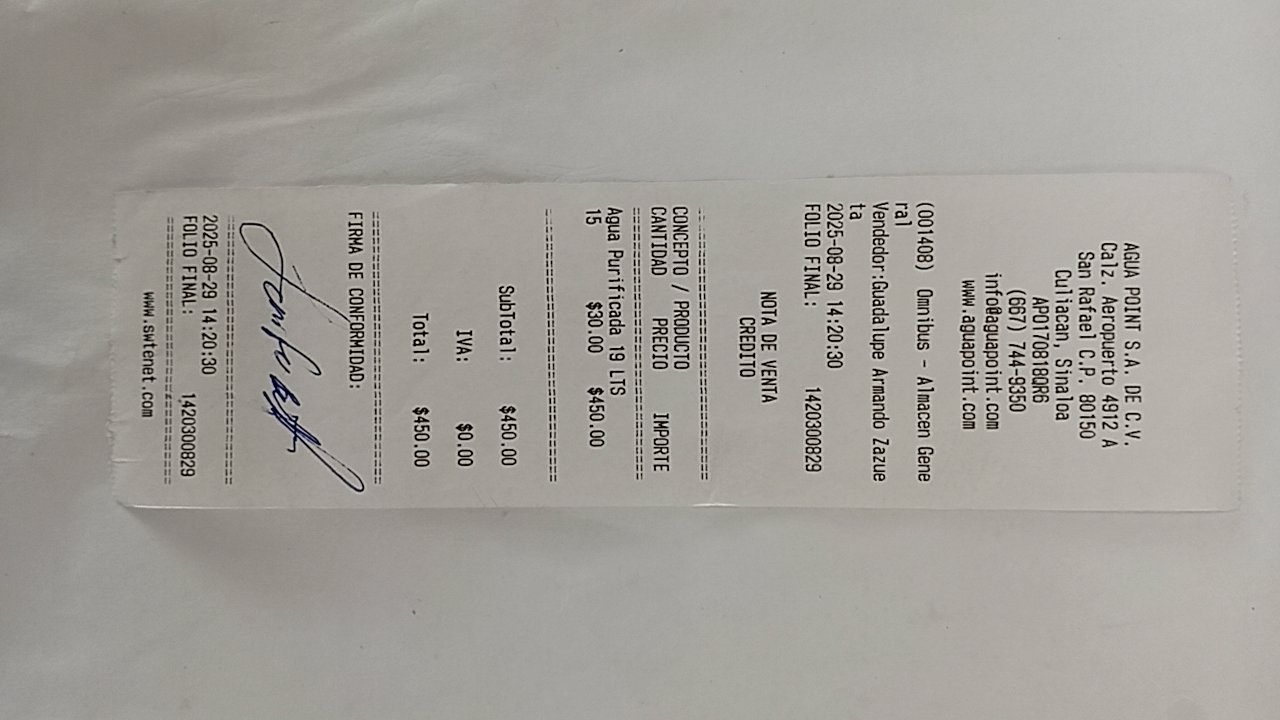 AGUA POINT S.A. DE C.V.
Calz. Aeropuerto 4912 A
San Rafael C.P. 80150
Culiacan, Sinaloa
APO170818QR6
(667) 744-9350
info@aguapoint.com
www.aguapoint.com
(001408) Omnibus - Almacen Gene
ral
Vendedor:Guadalupe Armando Zazue
ta
2025-08-29 14:20:30
FOLIO FINAL: 1420300829
NOTA DE VENTA
CREDITO
CONCEPTO / PRODUCTO
CANTIDAD PRECIO IMPORTE
Agua Purificada 19 LTS
15 $30.00 $450.00
SubTotal: $450.00
IVA: $0.00
Total: $450.00
FIRMA DE CONFORMIDAD:
2025-08-29 14:20:30
FOLIO FINAL: 1420300829
www.swtenet.com